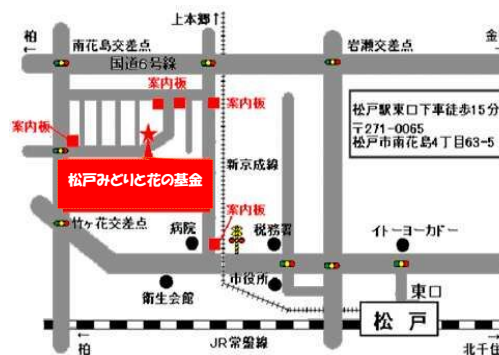 上本郷↑
柏
←
南花島交差点
岩瀬交差点
金
→
国道6号線
案内板
案内板
案内板
松戸駅東口下車徒歩15分
〒271-0065
松戸市南花島4丁目63-5
新京成線
松戸みどりと花の基金
竹ヶ花交差点
病院
案内板
税務署
イトーヨーカドー
衛生会館
市役所
東口
松戸
←
柏
JR常盤線
→
北千住